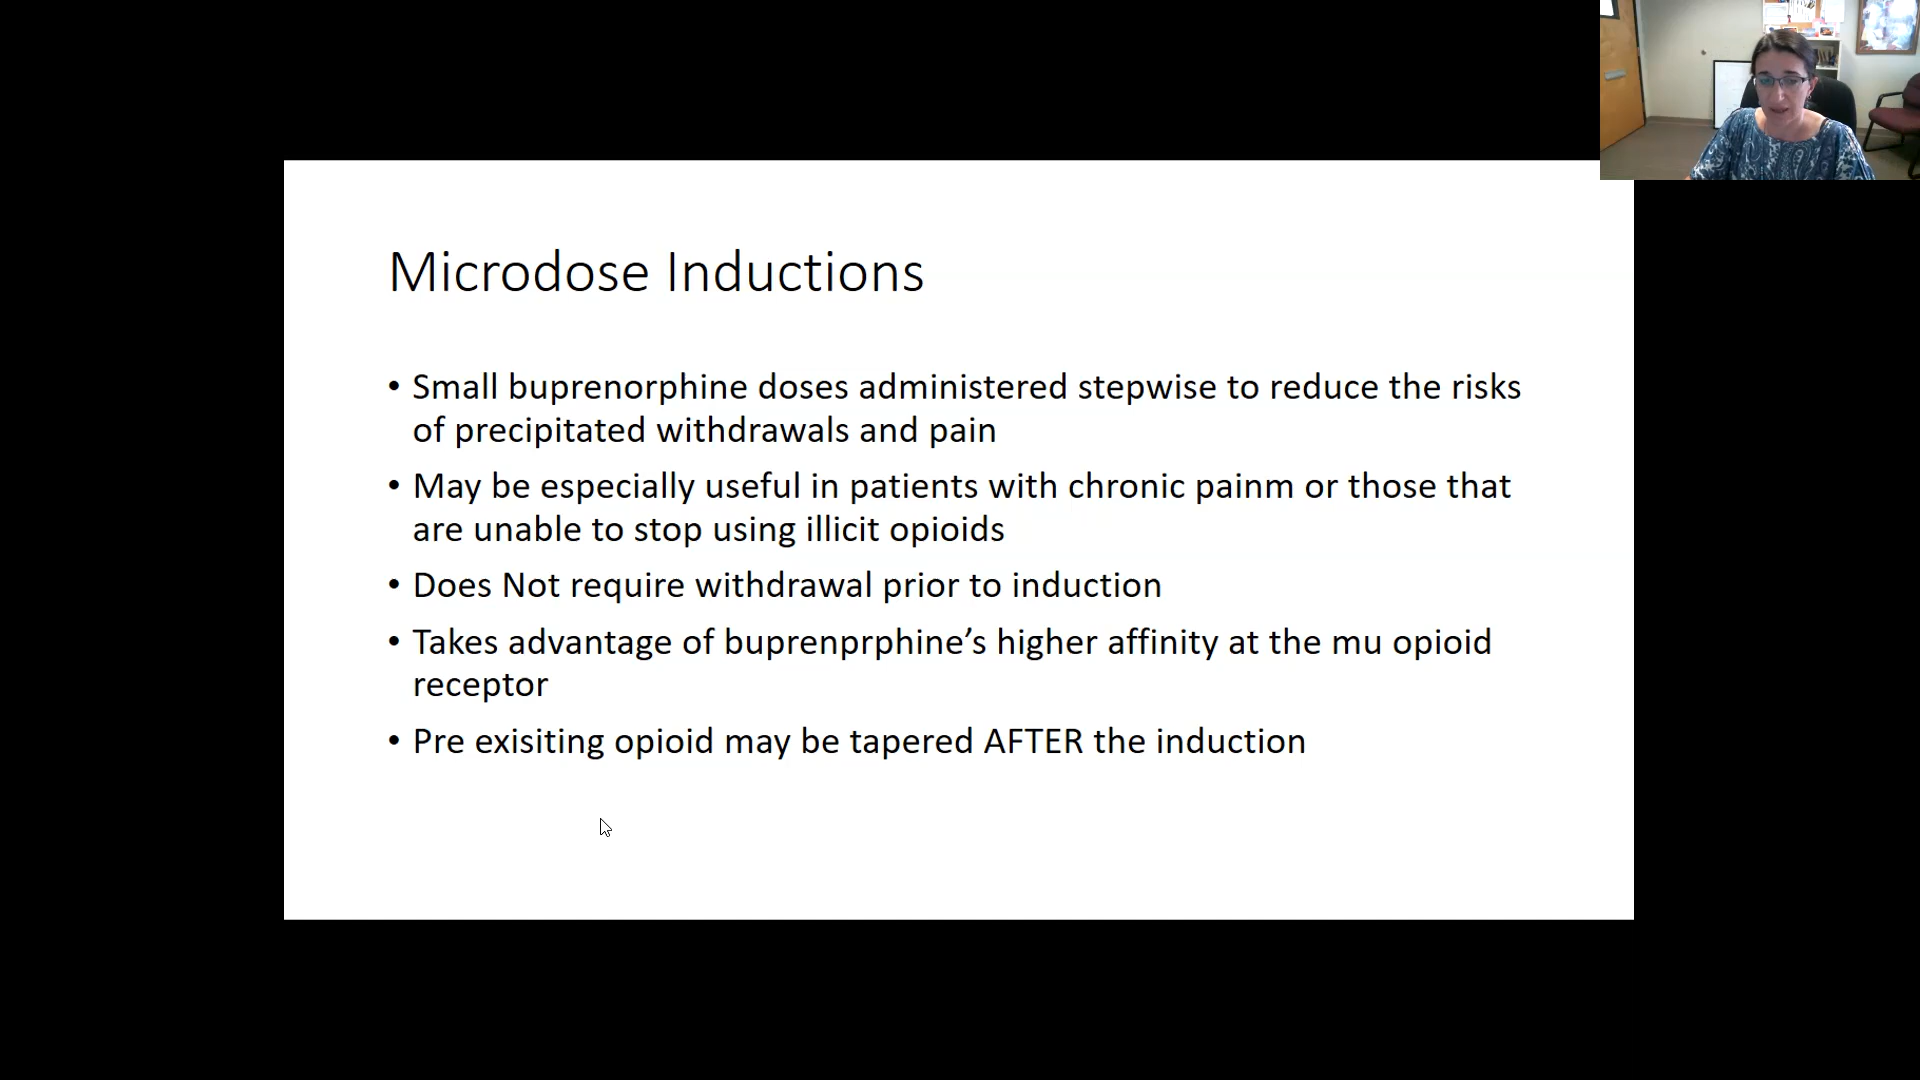 Microdose Inductions
• Small buprenorphine doses administered stepwise to reduce the risks
of precipitated withdrawals and pain
• May be especially useful in patients with chronic painm or those that
are unable to stop using illicit opioids
• Does Not require withdrawal prior to induction
• Takes advantage of buprenprphine’s higher affinity at the mu opioid
receptor
• Pre exisiting opioid may be tapered AFTER the induction